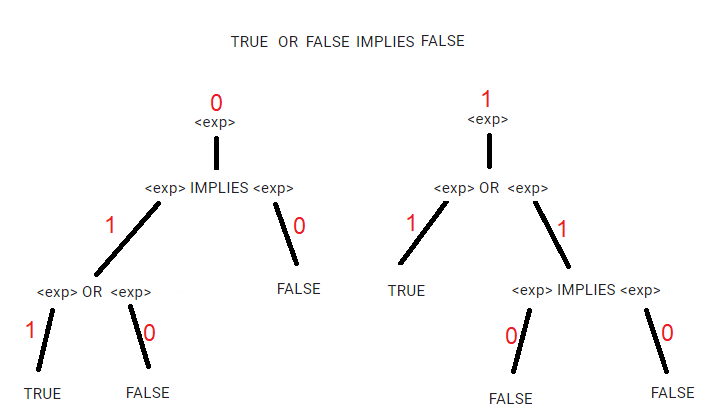 TRUE OR FALSE IMPLIES FALSE
0
<exp>
<exp> IMPLIES <exp>
1
0
<exp> OR <exp>
FALSE
1
0
TRUE
FALSE
1
<exp>
<exp> OR <exp>
1
1
TRUE
<exp> IMPLIES <exp>
0
0
FALSE
FALSE